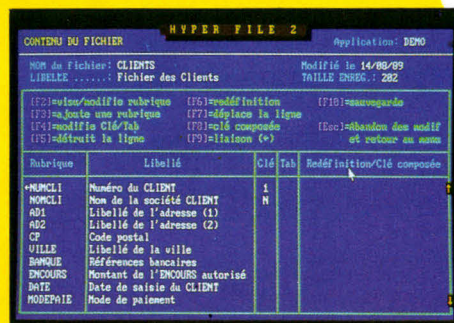 HYPER FILE 2
CONTENU DU FICHIER Application: DEMO
NOM du fichier: CLIENTS Modifié le 14/08/89
LIBELLE ......: Fichier des Clients TAILLE ENREG.: 202
[F2]=visu/modifie rubrique [F6]=redéfinition [F10]=sauvegarde
[F3]=ajoute une rubrique [F7]=déplace la ligne
[F4]=modifie Clé/Tab [F8]=clé composée [Esc]=Abandon des modif
[F5]=détruit la ligne [F9]=liaison (*) et retour au menu
Rubrique Libellé Clé Tab Redéfinition/Clé composée
NUMCLI Numéro du CLIENT 1
NOMCLI Nom de la société CLIENT N
AD1 Libellé de l'adresse (1)
AD2 Libellé de l'adresse (2)
CP Code postal
VILLE Libellé de la ville
BANQUE Références bancaires
ENCOURS Montant de l'ENCOURS autorisé
DATE Date de saisie du CLIENT
MODEPAIE Mode de paiement